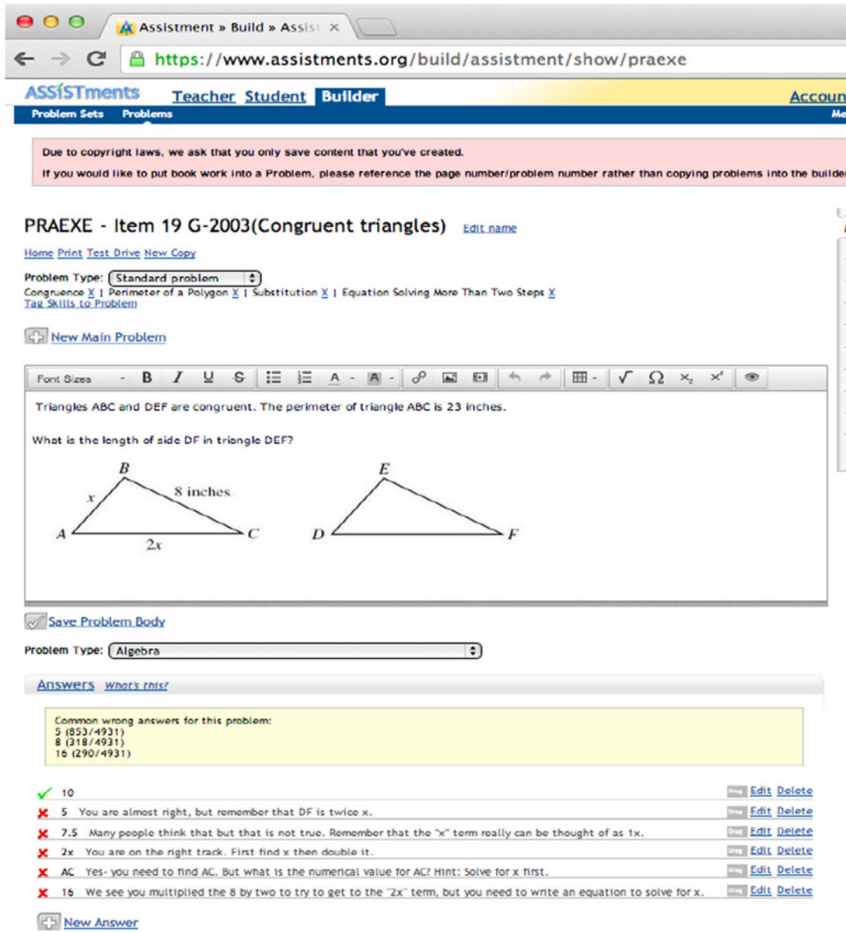 Assistment » Build » Assist
https://www.assistments.org/build/assistment/show/praexe
ASSISTments Teacher Student Builder Accoun
Problem Sets Problems Me
Due to copyright laws, we ask that you only save content that you've created.
If you would like to put book work into a Problem, please reference the page number/problem number rather than copying problems into the builde
PRAEXE - Item 19 G-2003(Congruent triangles) Edit name
Home Print Test Drive New Copy
Problem Type: Standard problem
Congruence X | Perimeter of a Polygon X | Substitution X | Equation Solving More Than Two Steps X
Tag Skills to Problem
New Main Problem
Font Sizes - B I U S A - A - - √ Ω ×₂ ×²
Triangles ABC and DEF are congruent. The perimeter of triangle ABC is 23 inches.
What is the length of side DF in triangle DEF?
B E
x 8 inches
A C D F
2x
Save Problem Body
Problem Type: Algebra
Answers What's this?
Common wrong answers for this problem:
5 (853/4931)
8 (318/4931)
16 (290/4931)
10 Edit Delete
5 You are almost right, but remember that DF is twice x. Edit Delete
7.5 Many people think that but that is not true. Remember that the "x" term really can be thought of as 1x. Edit Delete
2x You are on the right track. First find x then double it. Edit Delete
AC Yes- you need to find AC. But what is the numerical value for AC? Hint: Solve for x first. Edit Delete
16 We see you multiplied the 8 by two to try to get to the "2x" term, but you need to write an equation to solve for x. Edit Delete
New Answer